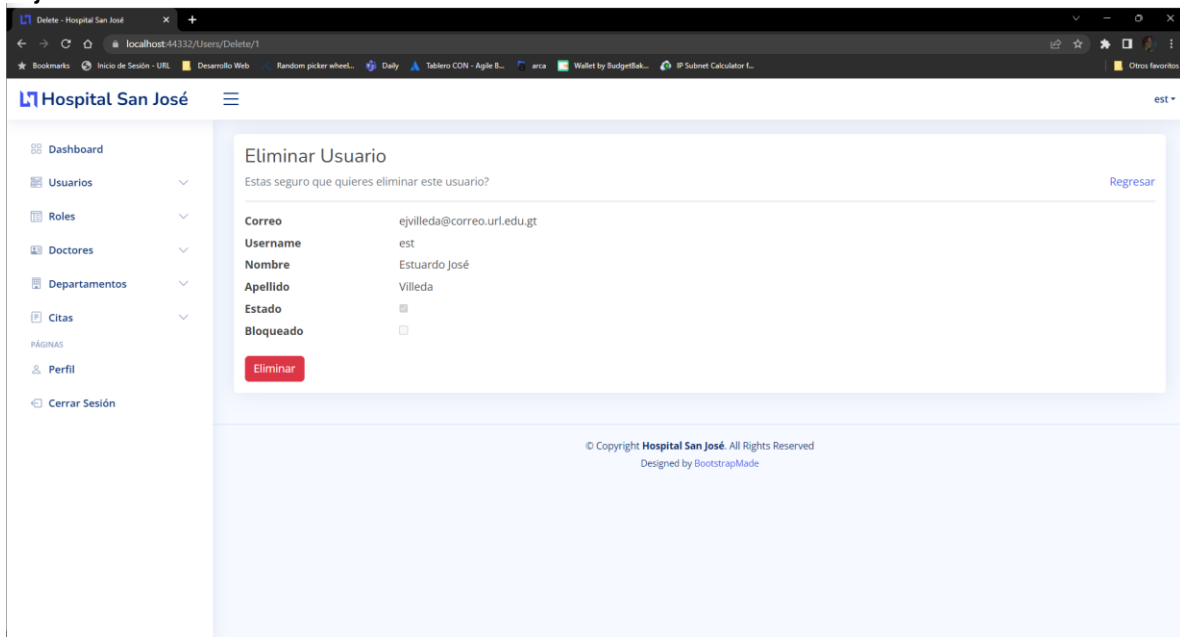 Delete - Hospital San José
localhost:44332/Users/Delete/1
Bookmarks Inicio de Sesión - URL Desarrollo Web Random picker wheel... Daily Tablero CON - Agile B... arca Wallet by BudgetBak... IP Subnet Calculator f... Otros favoritos
Hospital San José est
Dashboard
Usuarios
Roles
Doctores
Departamentos
Citas
PÁGINAS
Perfil
Cerrar Sesión
Eliminar Usuario
Estas seguro que quieres eliminar este usuario? Regresar
Correo ejvilleda@correo.url.edu.gt
Username est
Nombre Estuardo José
Apellido Villeda
Estado
Bloqueado
Eliminar
© Copyright Hospital San José. All Rights Reserved
Designed by BootstrapMade